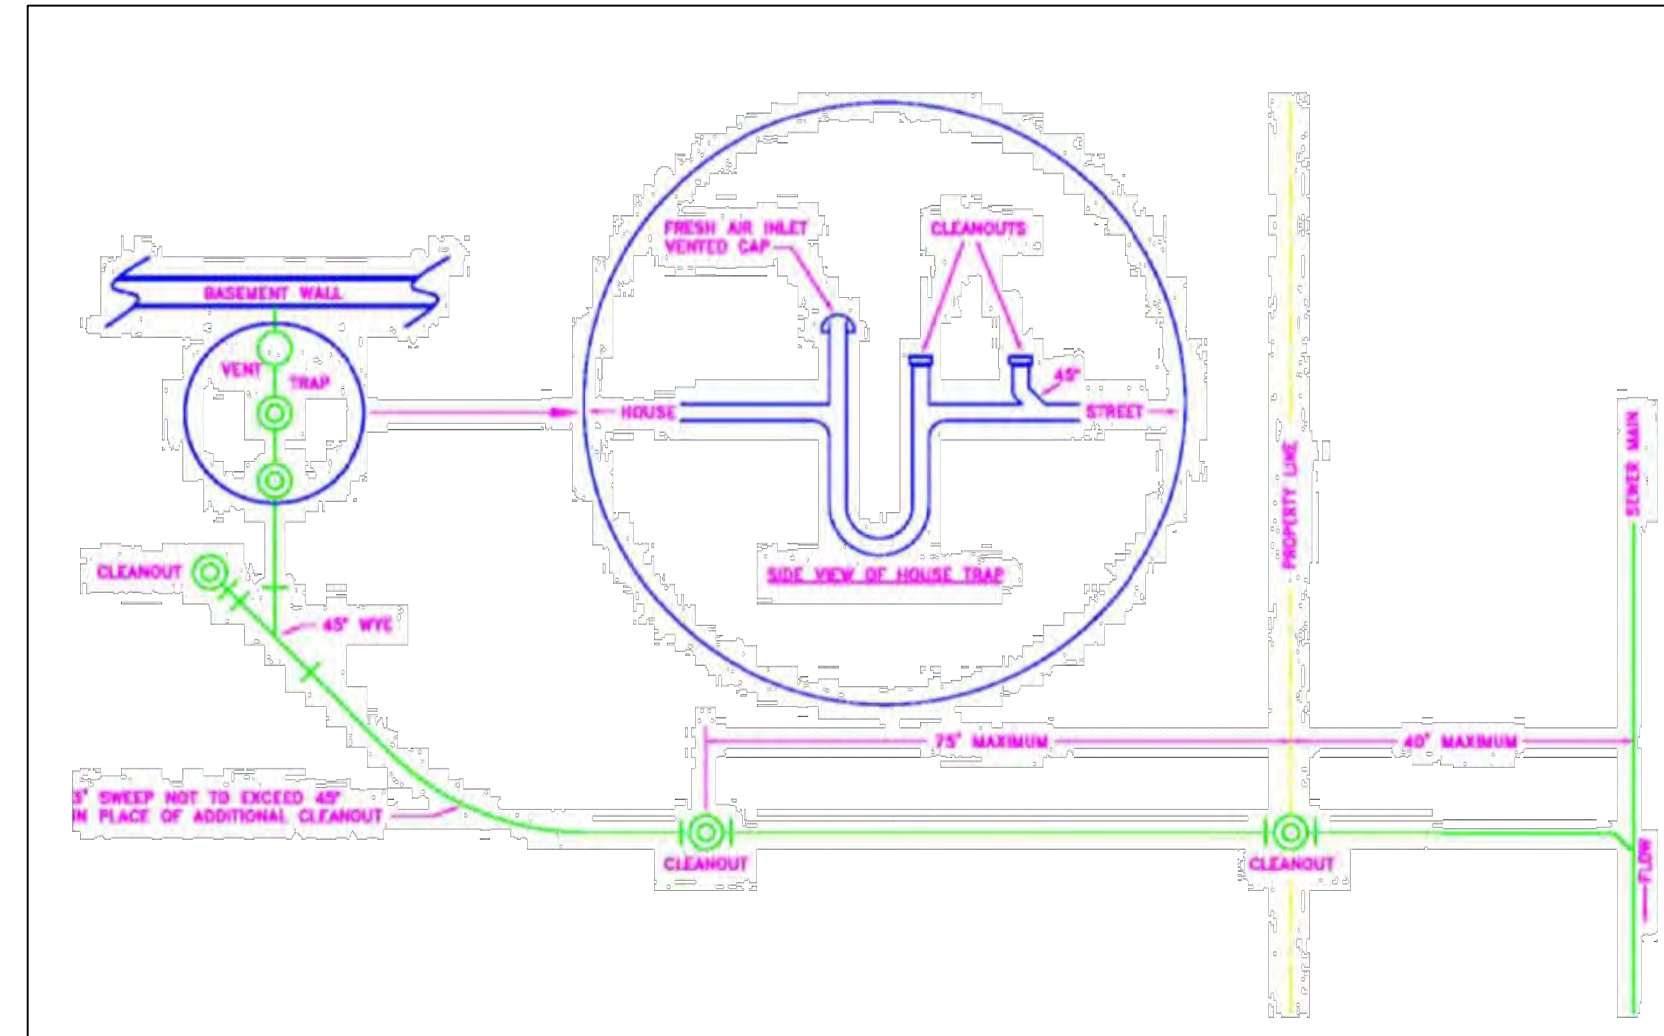 FRESH AIR INLET
VENTED CAP
CLEANOUTS
BASEMENT WALL
VENT
TRAP
45°
HOUSE
STREET
SEWER MAIN
PROPERTY LINE
CLEANOUT
SIDE VIEW OF HOUSE TRAP
45° WYE
75' MAXIMUM
40' MAXIMUM
SWEEP NOT TO EXCEED 45°
IN PLACE OF ADDITIONAL CLEANOUT
CLEANOUT
CLEANOUT
FLOW